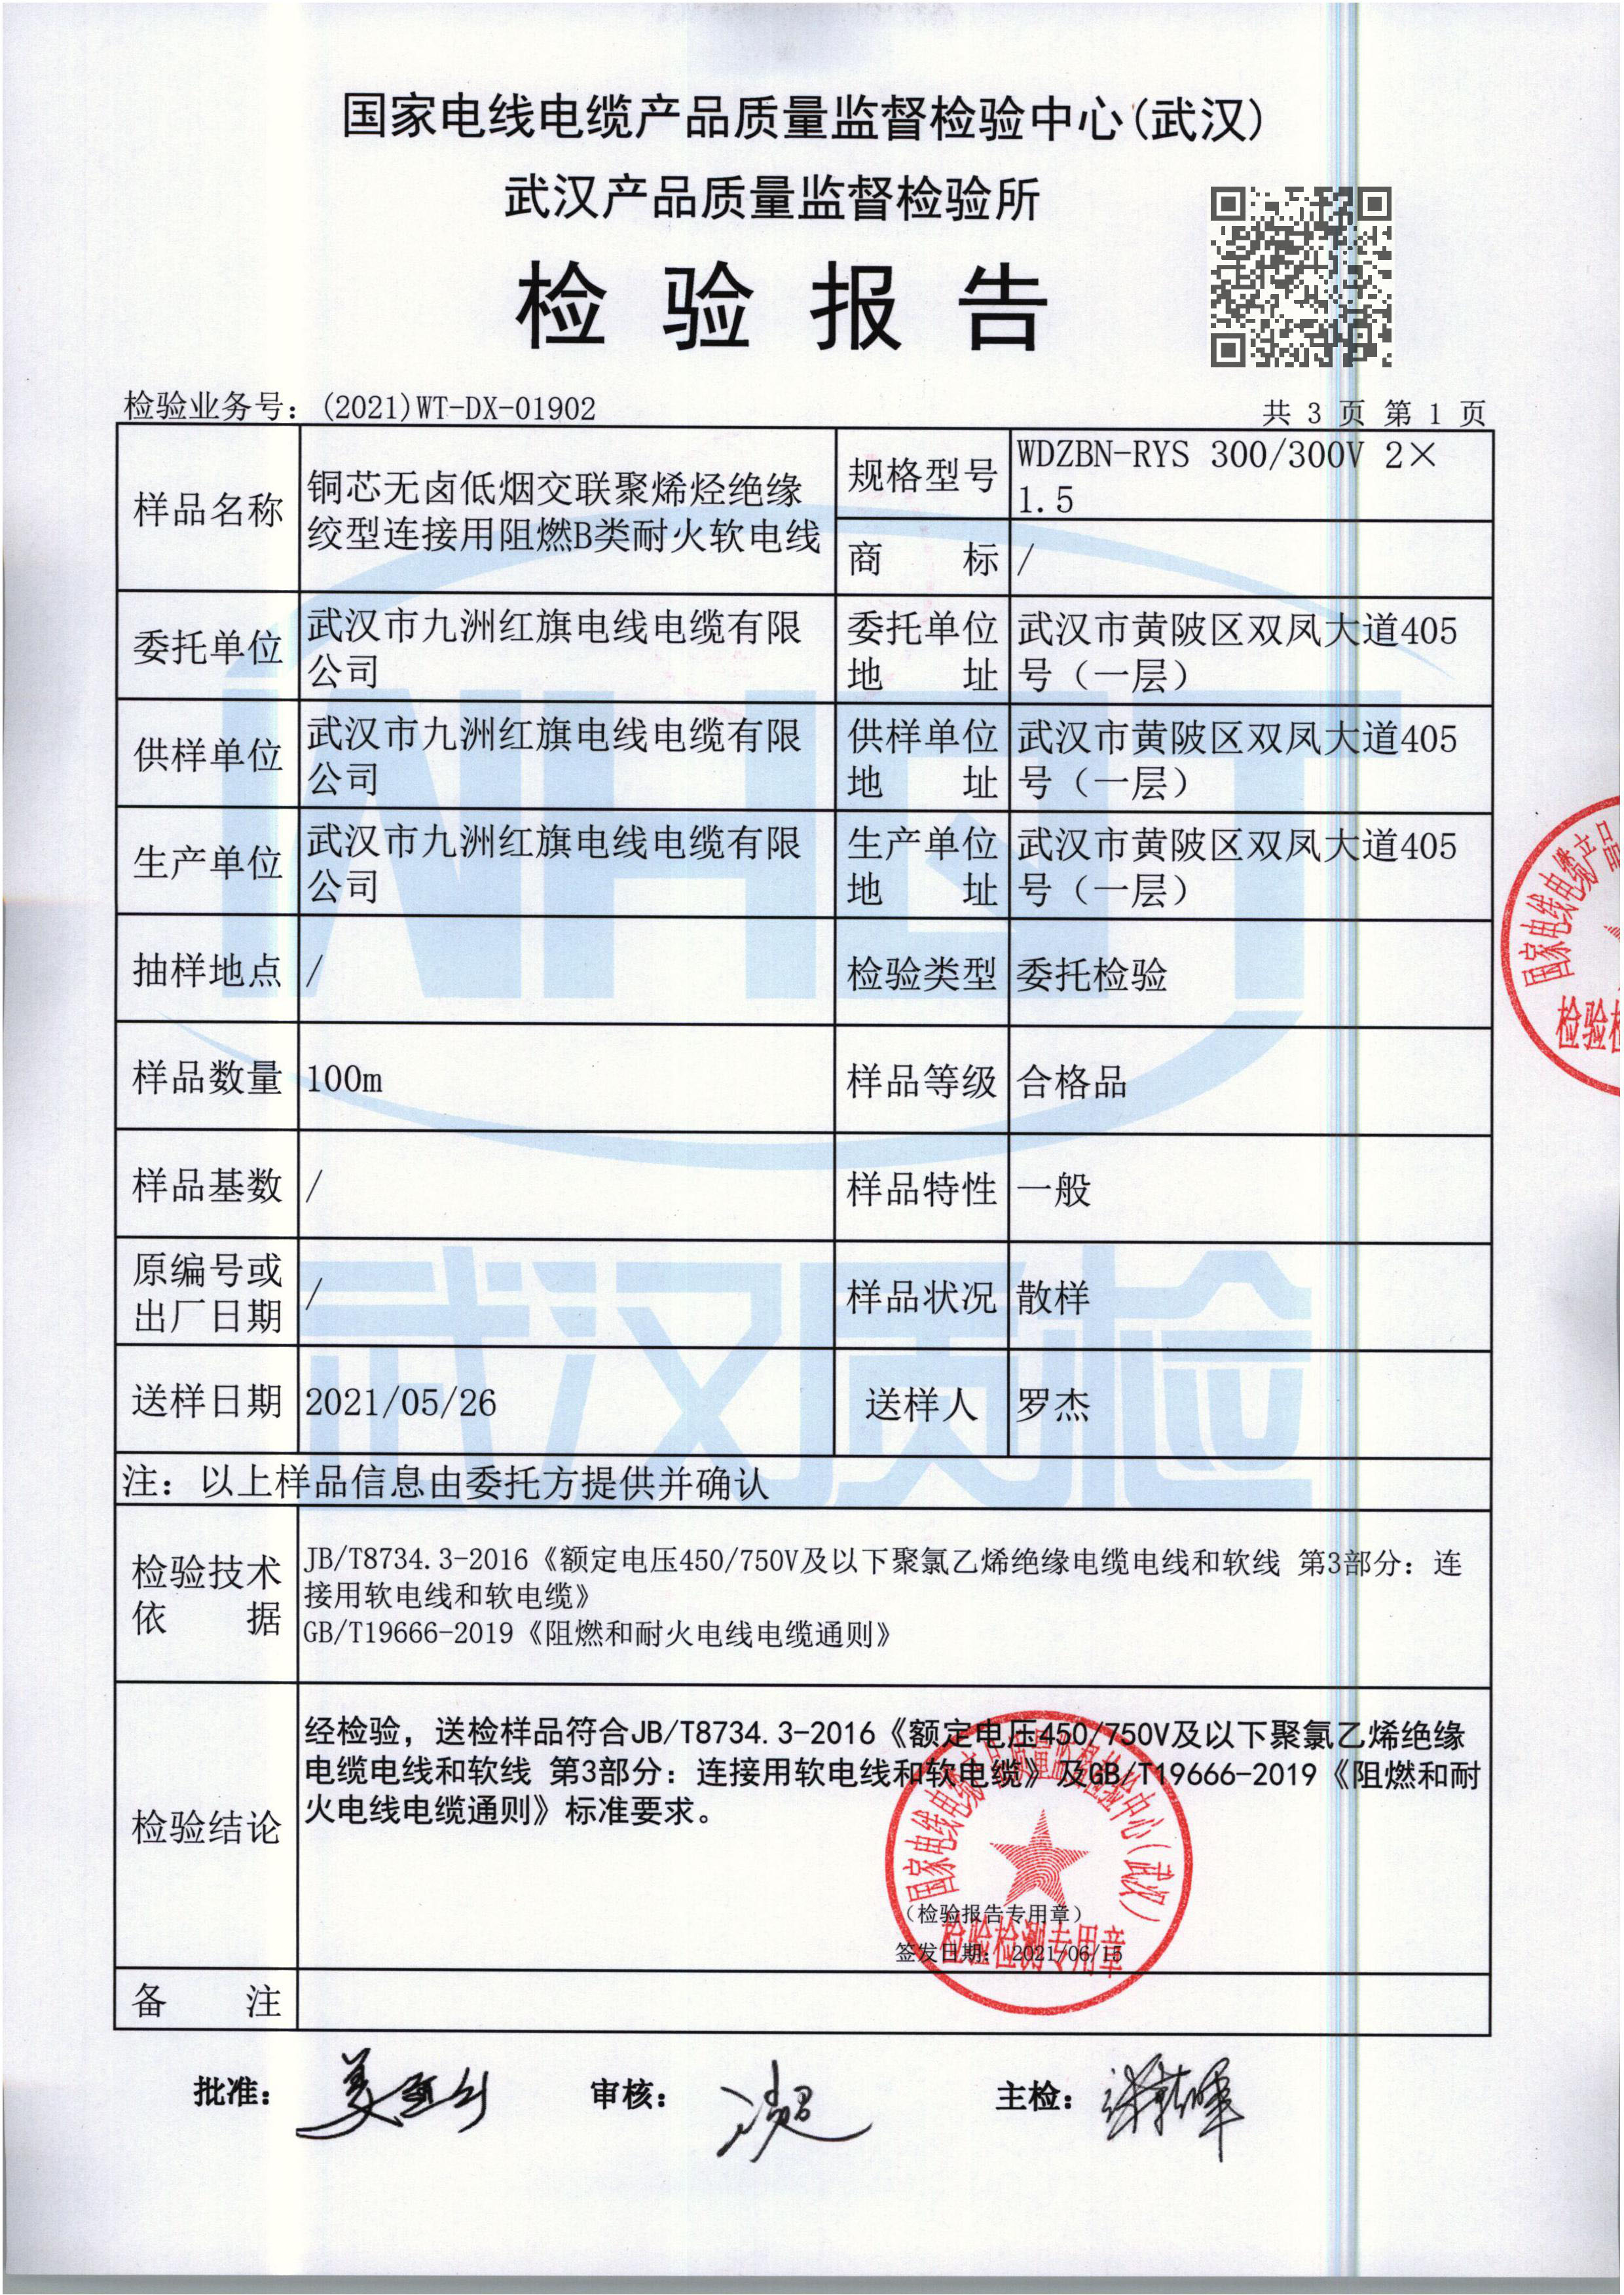 国家电线电缆产品质量监督检验中心(武汉)
武汉产品质量监督检验所
检验报告
检验业务号：(2021)WT-DX-01902
共 3 页 第 1 页
样品名称
铜芯无卤低烟交联聚烯烃绝缘
绞型连接用阻燃B类耐火软电线
规格型号
WDZBN-RYS 300/300V 2×
1.5
商 标
/
委托单位
武汉市九洲红旗电线电缆有限
公司
委托单位
地 址
武汉市黄陂区双凤大道405
号（一层）
供样单位
武汉市九洲红旗电线电缆有限
公司
供样单位
地 址
武汉市黄陂区双凤大道405
号（一层）
生产单位
武汉市九洲红旗电线电缆有限
公司
生产单位
地 址
武汉市黄陂区双凤大道405
号（一层）
抽样地点
/
检验类型
委托检验
样品数量
100m
样品等级
合格品
样品基数
/
样品特性
一般
原编号或
出厂日期
/
样品状况
散样
送样日期
2021/05/26
送样人
罗杰
注：以上样品信息由委托方提供并确认
检验技术
依 据
JB/T8734.3-2016《额定电压450/750V及以下聚氯乙烯绝缘电缆电线和软线 第3部分：连
接用软电线和软电缆》
GB/T19666-2019《阻燃和耐火电线电缆通则》
检验结论
经检验，送检样品符合JB/T8734.3-2016《额定电压450/750V及以下聚氯乙烯绝缘
电缆电线和软线 第3部分：连接用软电线和软电缆》及GB/T19666-2019《阻燃和耐
火电线电缆通则》标准要求。
国家电线电缆产品质量监督检验中心（武汉）
（检验报告专用章）
检验检测专用章
签发日期：2021/06/15
备 注
批准：
审核：
主检：
国家电线电缆产品
检验检
WHQT
武汉质检